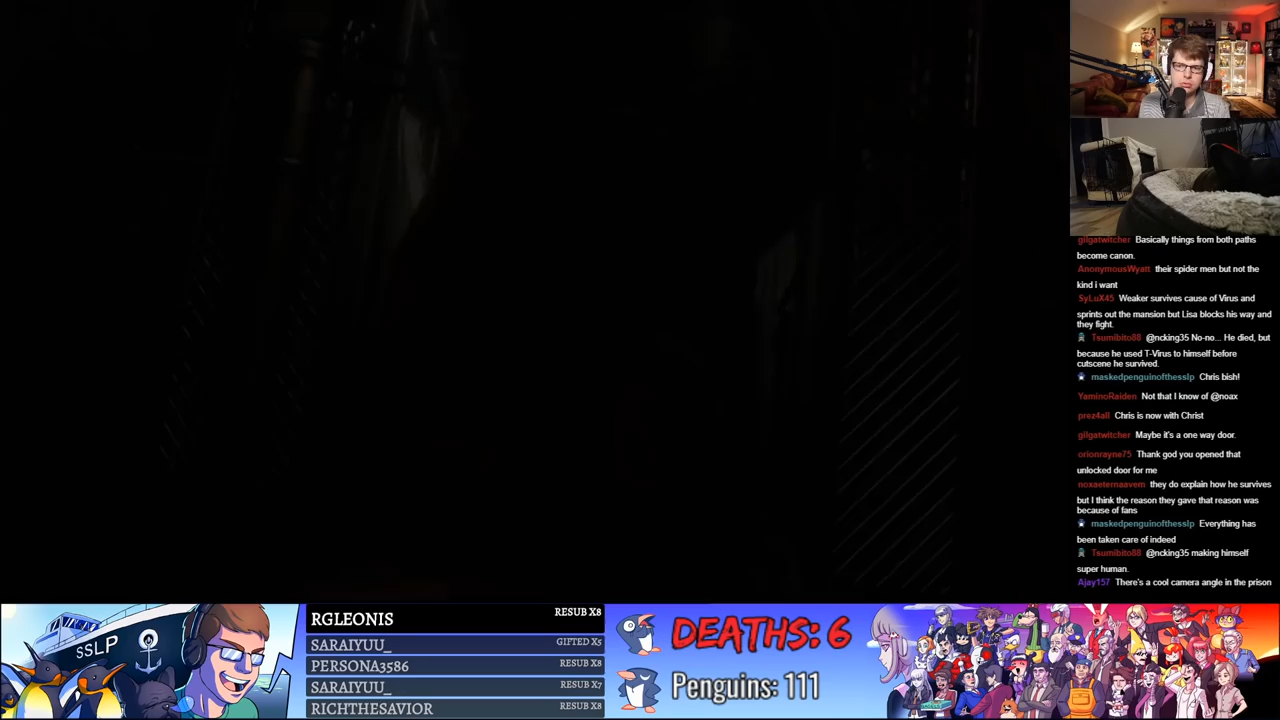 gilgatwitcher Basically things from both paths
become canon.
AnonymousWyatt their spider men but not the
kind i want
SyLuX45 Weaker survives cause of Virus and
sprints out the mansion but Lisa blocks his way and
they fight.
Tsumibito88 @ncking35 No-no... He died, but
because he used T-Virus to himself before
cutscene he survived.
maskedpenguinofthesslp Chris bish!
YaminoRaiden Not that I know of @noax
prez4all Chris is now with Christ
gilgatwitcher Maybe it's a one way door.
orionrayne75 Thank god you opened that
unlocked door for me
noxaeternaavem they do explain how he survives
but I think the reason they gave that reason was
because of fans
maskedpenguinofthesslp Everything has
been taken care of indeed
Tsumibito88 @ncking35 making himself
super human.
Ajay157 There's a cool camera angle in the prison
SSLP
RGLEONIS RESUB X8
SARAIYUU_ GIFTED X5
PERSONA3586 RESUB X8
SARAIYUU_ RESUB X7
RICHTHESAVIOR RESUB X8
DEATHS: 6
Penguins: 111